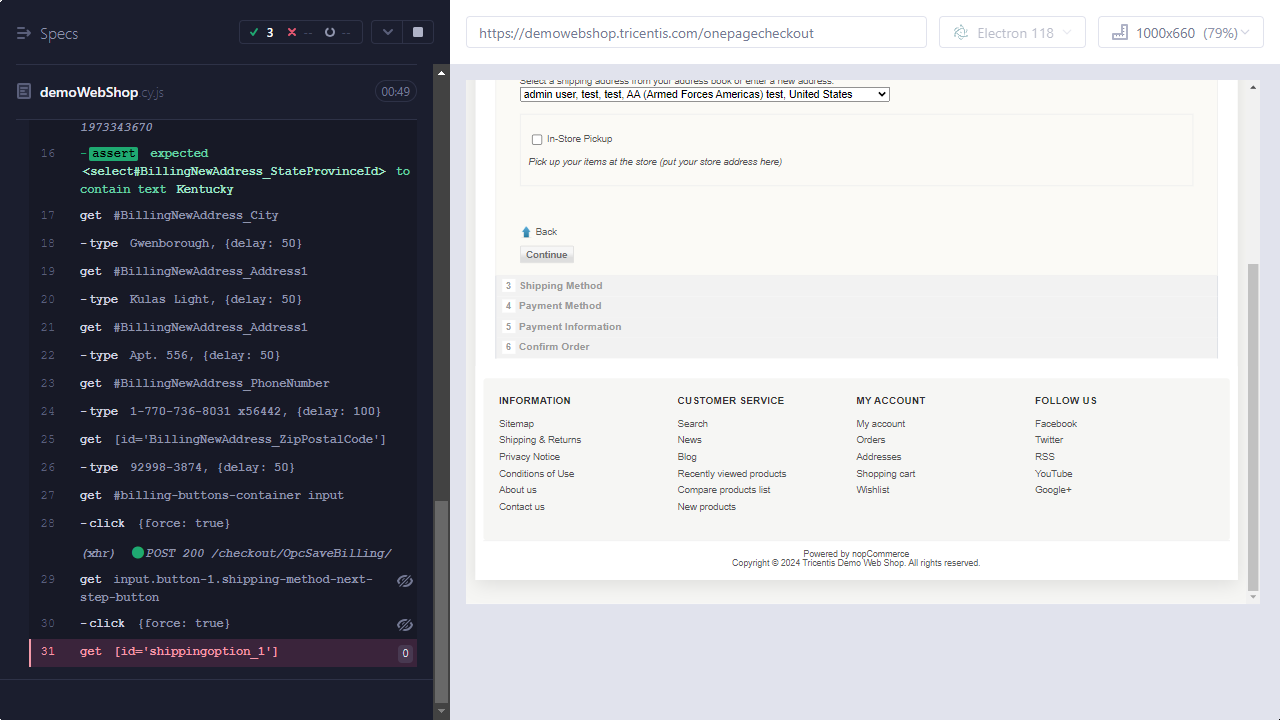 Specs
3
--
--
https://demowebshop.tricentis.com/onepagecheckout
Electron 118
1000x660 (79%)
demoWebShop.cy.js
00:49
1973343670
16 -assert expected <select#BillingNewAddress_StateProvinceId> to contain text Kentucky
17 get #BillingNewAddress_City
18 -type Gwenborough, {delay: 50}
19 get #BillingNewAddress_Address1
20 -type Kulas Light, {delay: 50}
21 get #BillingNewAddress_Address1
22 -type Apt. 556, {delay: 50}
23 get #BillingNewAddress_PhoneNumber
24 -type 1-770-736-8031 x56442, {delay: 100}
25 get [id='BillingNewAddress_ZipPostalCode']
26 -type 92998-3874, {delay: 50}
27 get #billing-buttons-container input
28 -click {force: true}
(xhr) POST 200 /checkout/OpcSaveBilling/
29 get input.button-1.shipping-method-next-step-button
30 -click {force: true}
31 get [id='shippingoption_1'] 0
Select a shipping address from your address book or enter a new address.
admin user, test, test, AA (Armed Forces Americas) test, United States
In-Store Pickup
Pick up your items at the store (put your store address here)
Back
Continue
3 Shipping Method
4 Payment Method
5 Payment Information
6 Confirm Order
INFORMATION
Sitemap
Shipping & Returns
Privacy Notice
Conditions of Use
About us
Contact us
CUSTOMER SERVICE
Search
News
Blog
Recently viewed products
Compare products list
New products
MY ACCOUNT
My account
Orders
Addresses
Shopping cart
Wishlist
FOLLOW US
Facebook
Twitter
RSS
YouTube
Google+
Powered by nopCommerce
Copyright © 2024 Tricentis Demo Web Shop. All rights reserved.